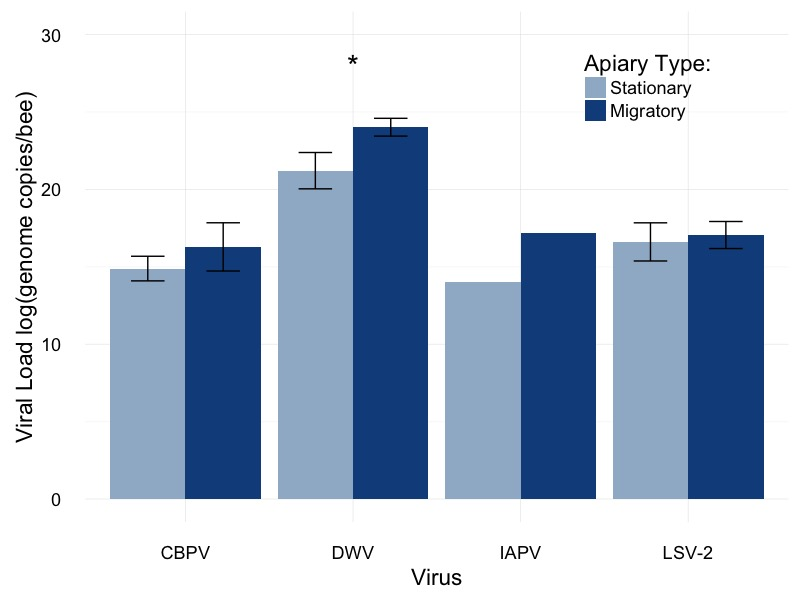 30
*
Apiary Type:
Stationary
Migratory
20
10
0
Viral Load log(genome copies/bee)
CBPV DWV IAPV LSV-2
Virus